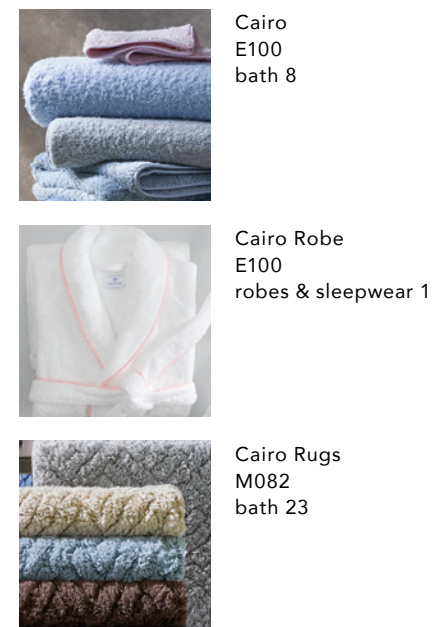 Cairo
E100
bath 8
Cairo Robe
E100
robes & sleepwear 1
Cairo Rugs
M082
bath 23